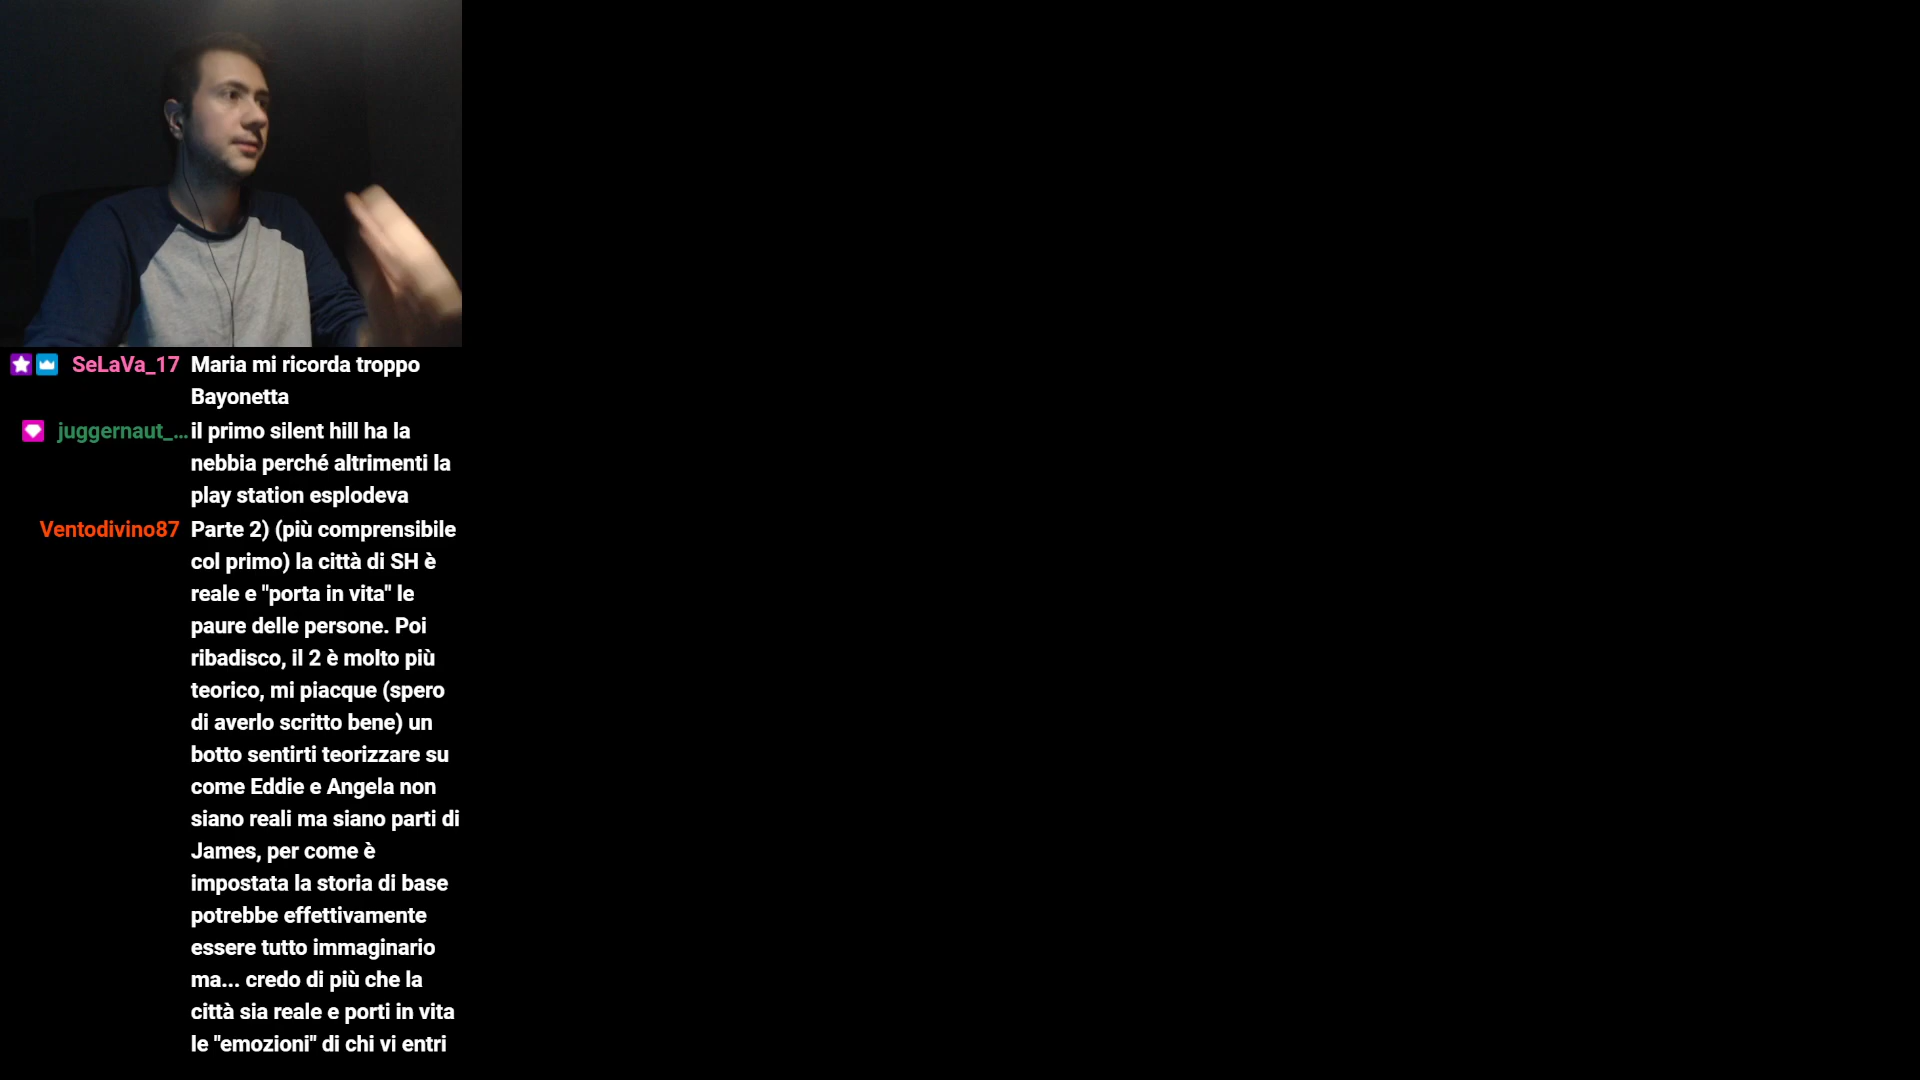 SeLaVa_17 Maria mi ricorda troppo
Bayonetta
juggernaut_... il primo silent hill ha la
nebbia perché altrimenti la
play station esplodeva
Ventodivino87 Parte 2) (più comprensibile
col primo) la città di SH è
reale e "porta in vita" le
paure delle persone. Poi
ribadisco, il 2 è molto più
teorico, mi piacque (spero
di averlo scritto bene) un
botto sentirti teorizzare su
come Eddie e Angela non
siano reali ma siano parti di
James, per come è
impostata la storia di base
potrebbe effettivamente
essere tutto immaginario
ma... credo di più che la
città sia reale e porti in vita
le "emozioni" di chi vi entri